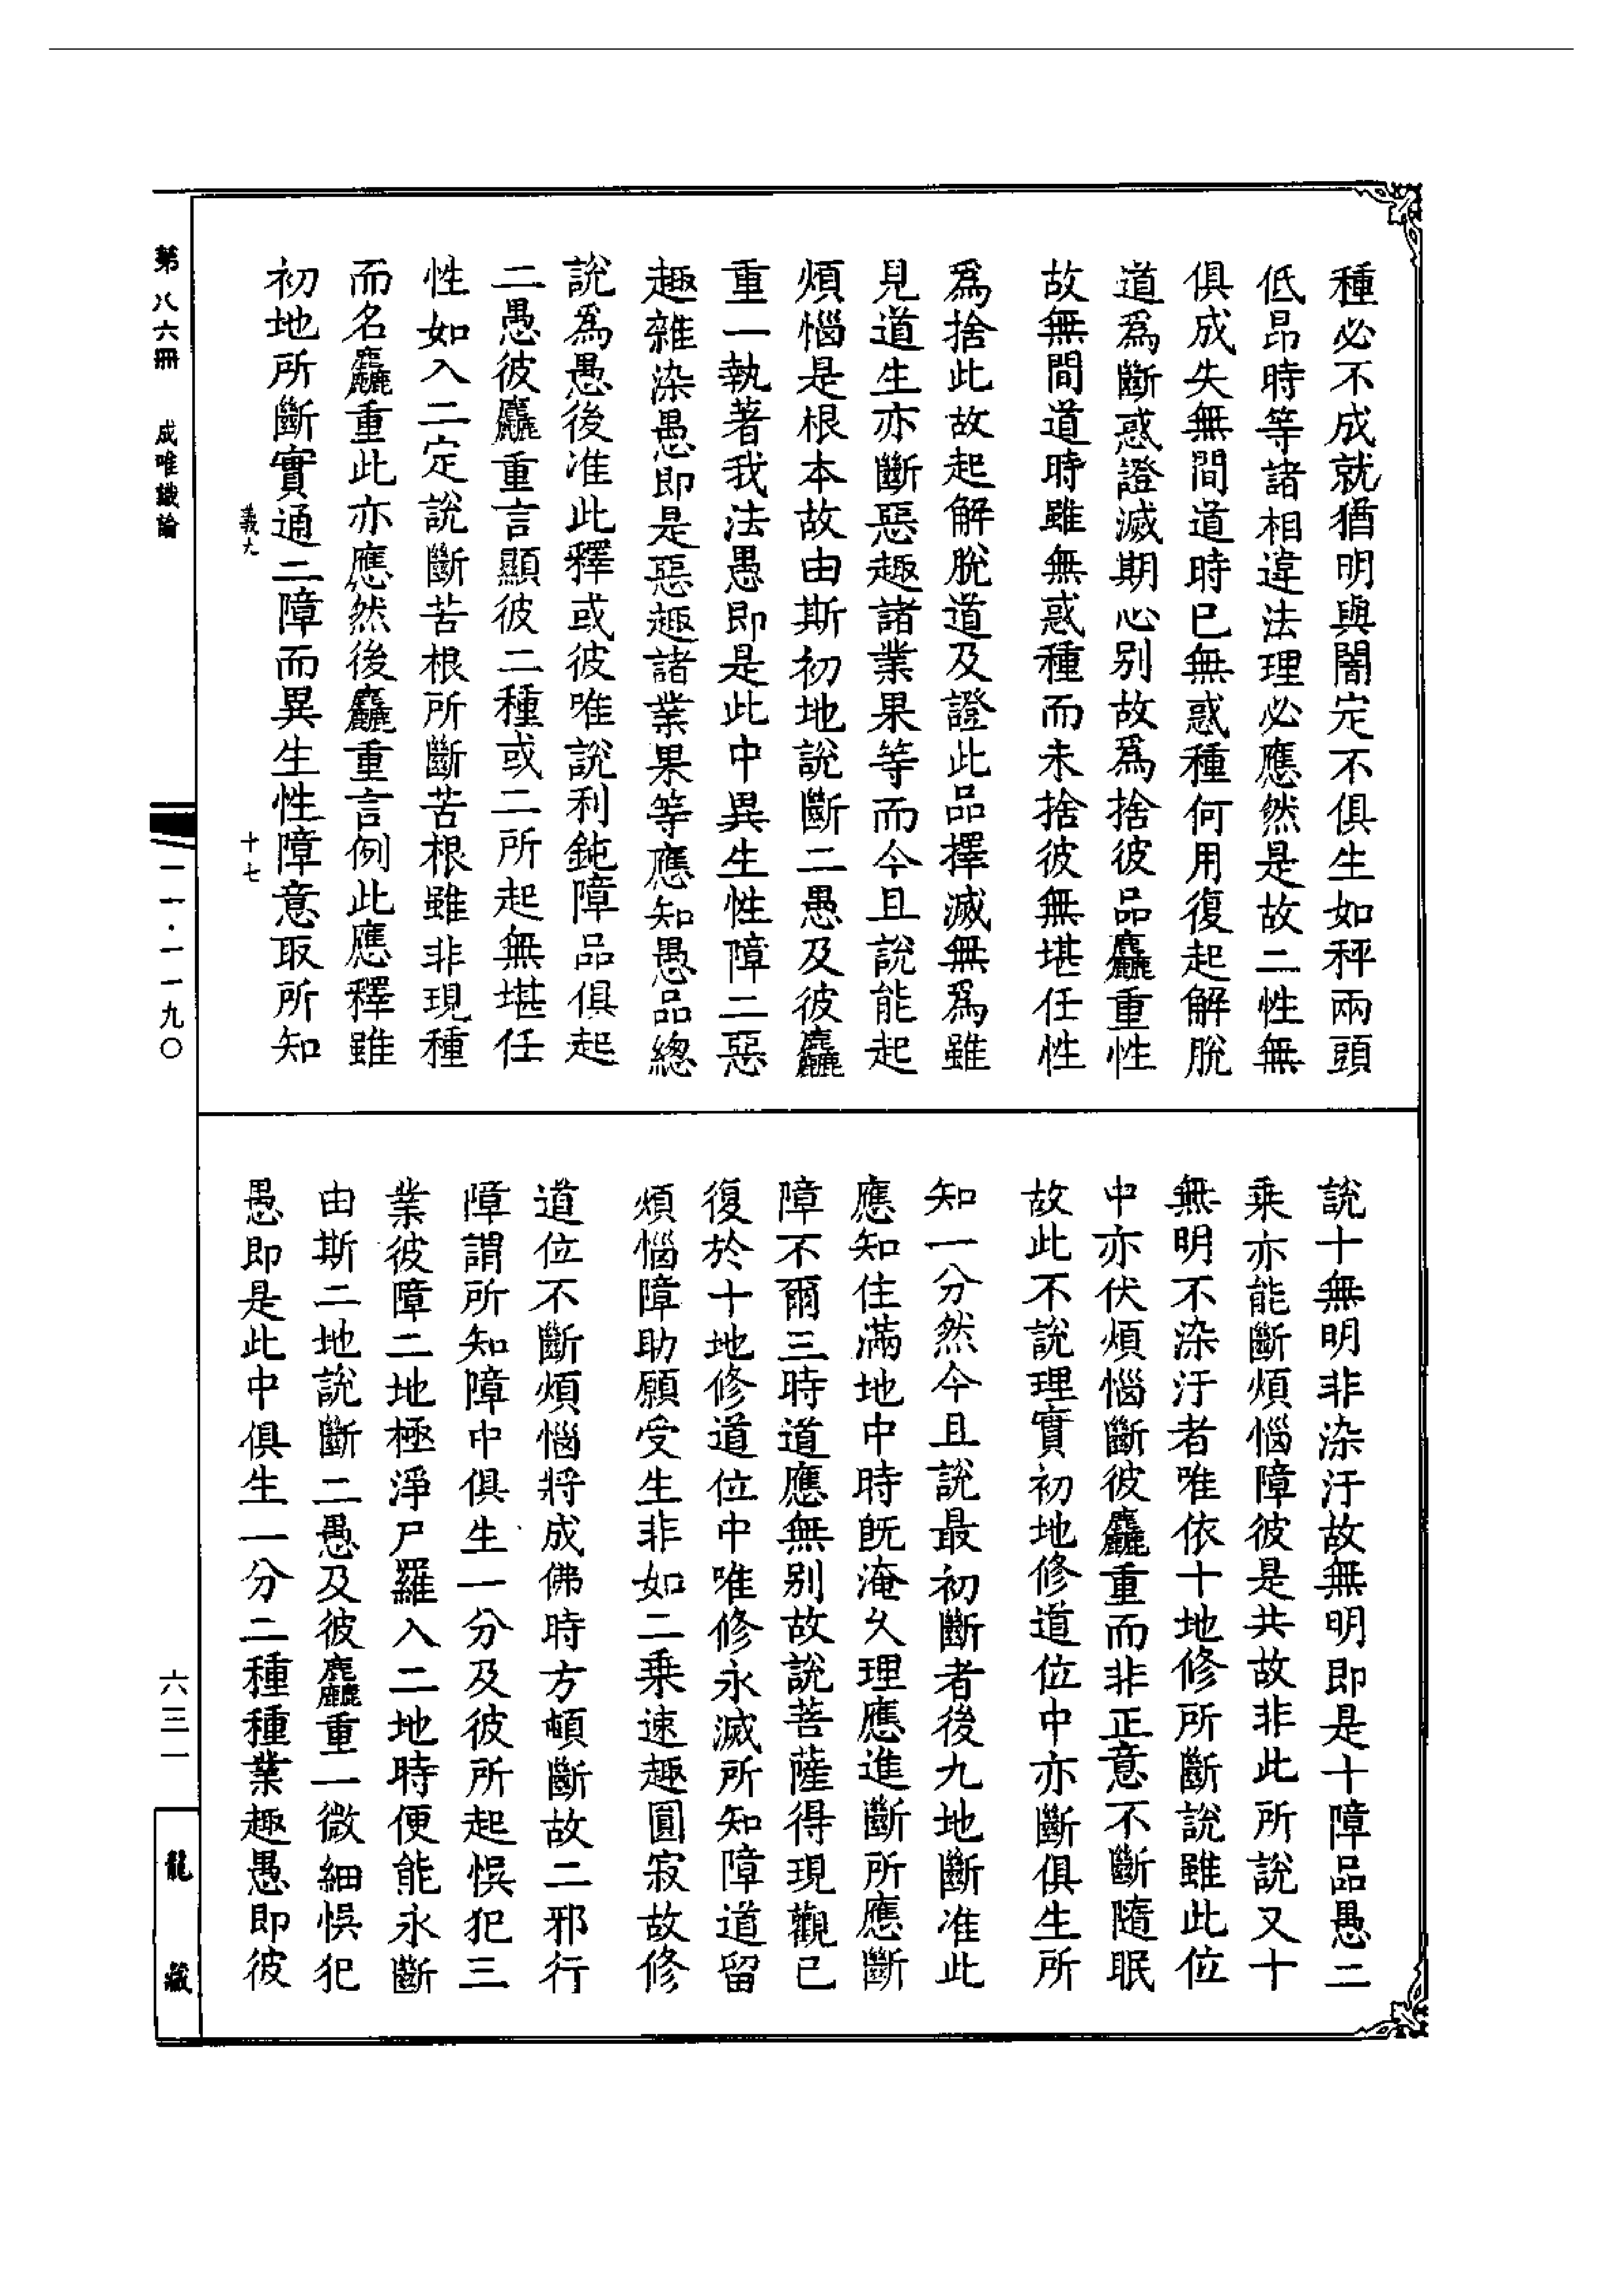 種必不成就猶明與闇定不俱生如秤兩頭
低昂時等諸相違法理必應然是故二性無
俱成失無間道時已無惑種何用復起解脫
道爲斷惑證滅期心別故爲捨彼品麤重性
故無間道時雖無惑種而未捨彼無堪任性
爲捨此故起解脫道及證此品擇滅無爲雖
見道生亦斷惡趣諸業果等而今且說能起
煩惱是根本故由斯初地說斷二愚及彼麤
重一執著我法愚即是此中異生性障二惡
趣雜染愚即是惡趣諸業果等應知愚品總
說爲愚後准此釋或彼唯說利鈍障品俱起
二愚彼麤重言顯彼二種或二所起無堪任
性如入二定說斷苦根所斷苦根雖非現種
而名麤重此亦應然後麤重言例此應釋雖
初地所斷實通二障而異生性障意取所知
義九 十七
說十無明非染汙故無明即是十障品愚二
乘亦能斷煩惱障彼是共故非此所說又十
無明不染汙者唯依十地修所斷說雖此位
中亦伏煩惱斷彼麤重而非正意不斷隨眠
故此不說理實初地修道位中亦斷俱生所
知一分然今且說最初斷者後九地斷准此
應知住滿地中時旣淹久理應進斷所應斷
障不爾三時道應無別故說菩薩得現觀已
復於十地修道位中唯修永滅所知障道留
煩惱障助願受生非如二乘速趣圓寂故修
道位不斷煩惱將成佛時方頓斷故二邪行
障謂所知障中俱生一分及彼所起悞犯三
業彼障二地極淨尸羅入二地時便能永斷
由斯二地說斷二愚及彼麤重一微細悞犯
愚即是此中俱生一分二種種業趣愚即彼
第八六冊 成唯識論 一一·一一九〇 六三一 龍藏